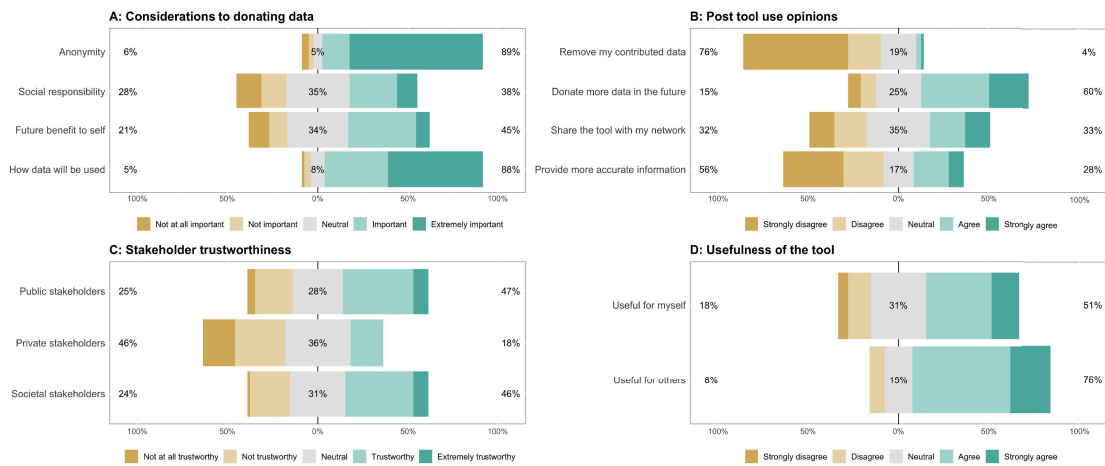 A: Considerations to donating data
Anonymity 6% 5% 89%
Social responsibility 28% 35% 38%
Future benefit to self 21% 34% 45%
How data will be used 5% 8% 88%
100% 50% 0% 50% 100%
Not at all important Not important Neutral Important Extremely important
B: Post tool use opinions
Remove my contributed data 76% 19% 4%
Donate more data in the future 15% 25% 60%
Share the tool with my network 32% 35% 33%
Provide more accurate information 56% 17% 28%
100% 50% 0% 50% 100%
Strongly disagree Disagree Neutral Agree Strongly agree
C: Stakeholder trustworthiness
Public stakeholders 25% 28% 47%
Private stakeholders 46% 36% 18%
Societal stakeholders 24% 31% 46%
100% 50% 0% 50% 100%
Not at all trustworthy Not trustworthy Neutral Trustworthy Extremely trustworthy
D: Usefulness of the tool
Useful for myself 18% 31% 51%
Useful for others 8% 15% 76%
100% 50% 0% 50% 100%
Strongly disagree Disagree Neutral Agree Strongly agree